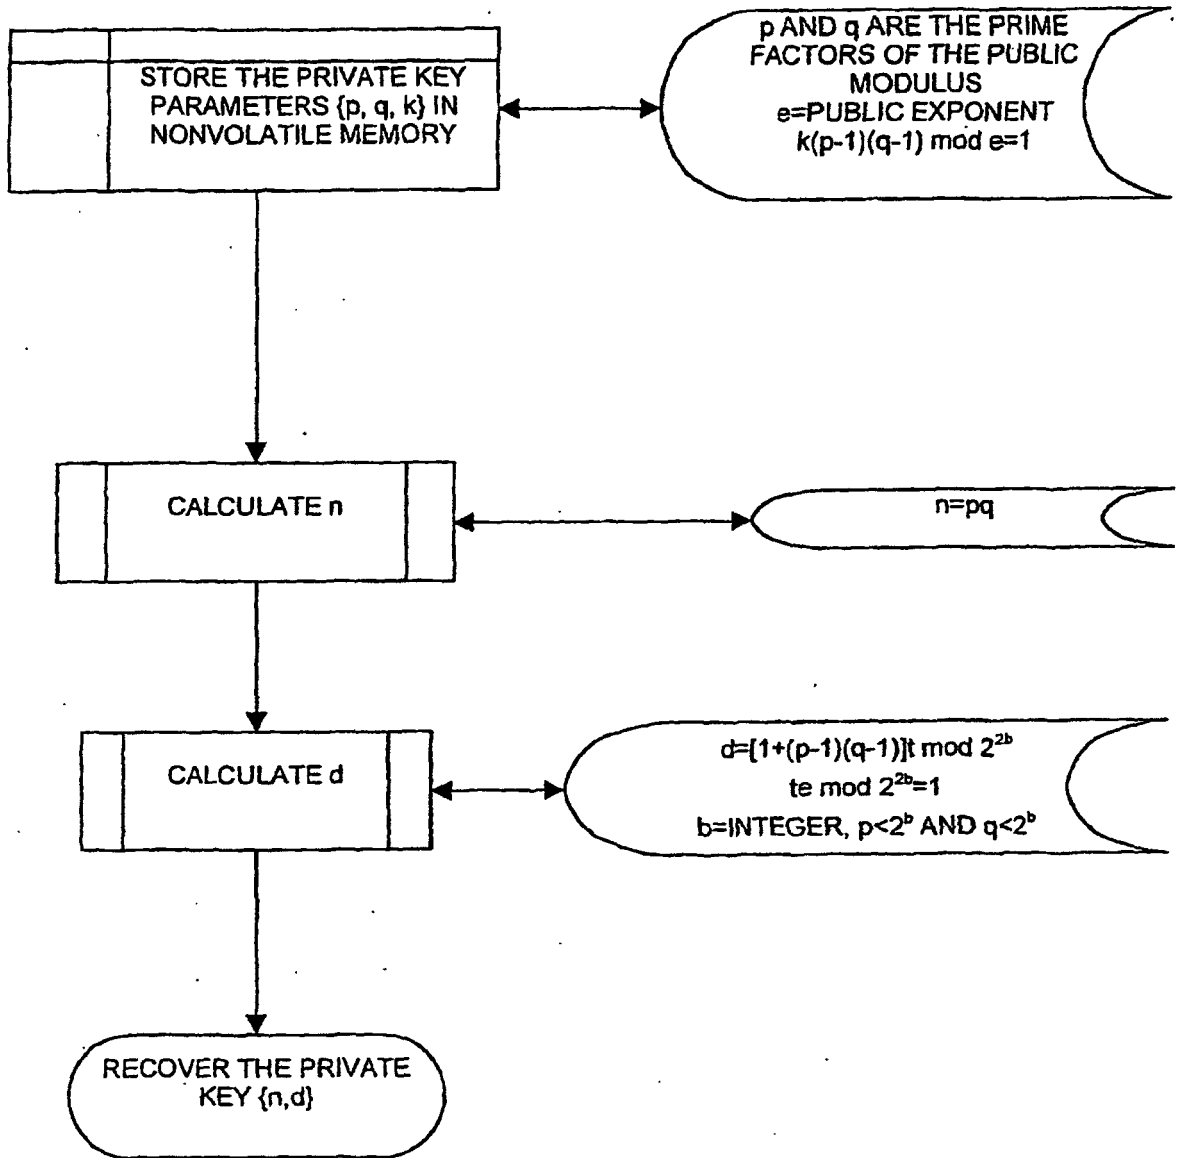 STORE THE PRIVATE KEY
PARAMETERS {p, q, k} IN
NONVOLATILE MEMORY
p AND q ARE THE PRIME
FACTORS OF THE PUBLIC
MODULUS
e=PUBLIC EXPONENT
k(p-1)(q-1) mod e=1
CALCULATE n
n=pq
CALCULATE d
d=[1+(p-1)(q-1)]t mod 2^{2b}
te mod 2^{2b}=1
b=INTEGER, p<2^b AND q<2^b
RECOVER THE PRIVATE
KEY {n,d}